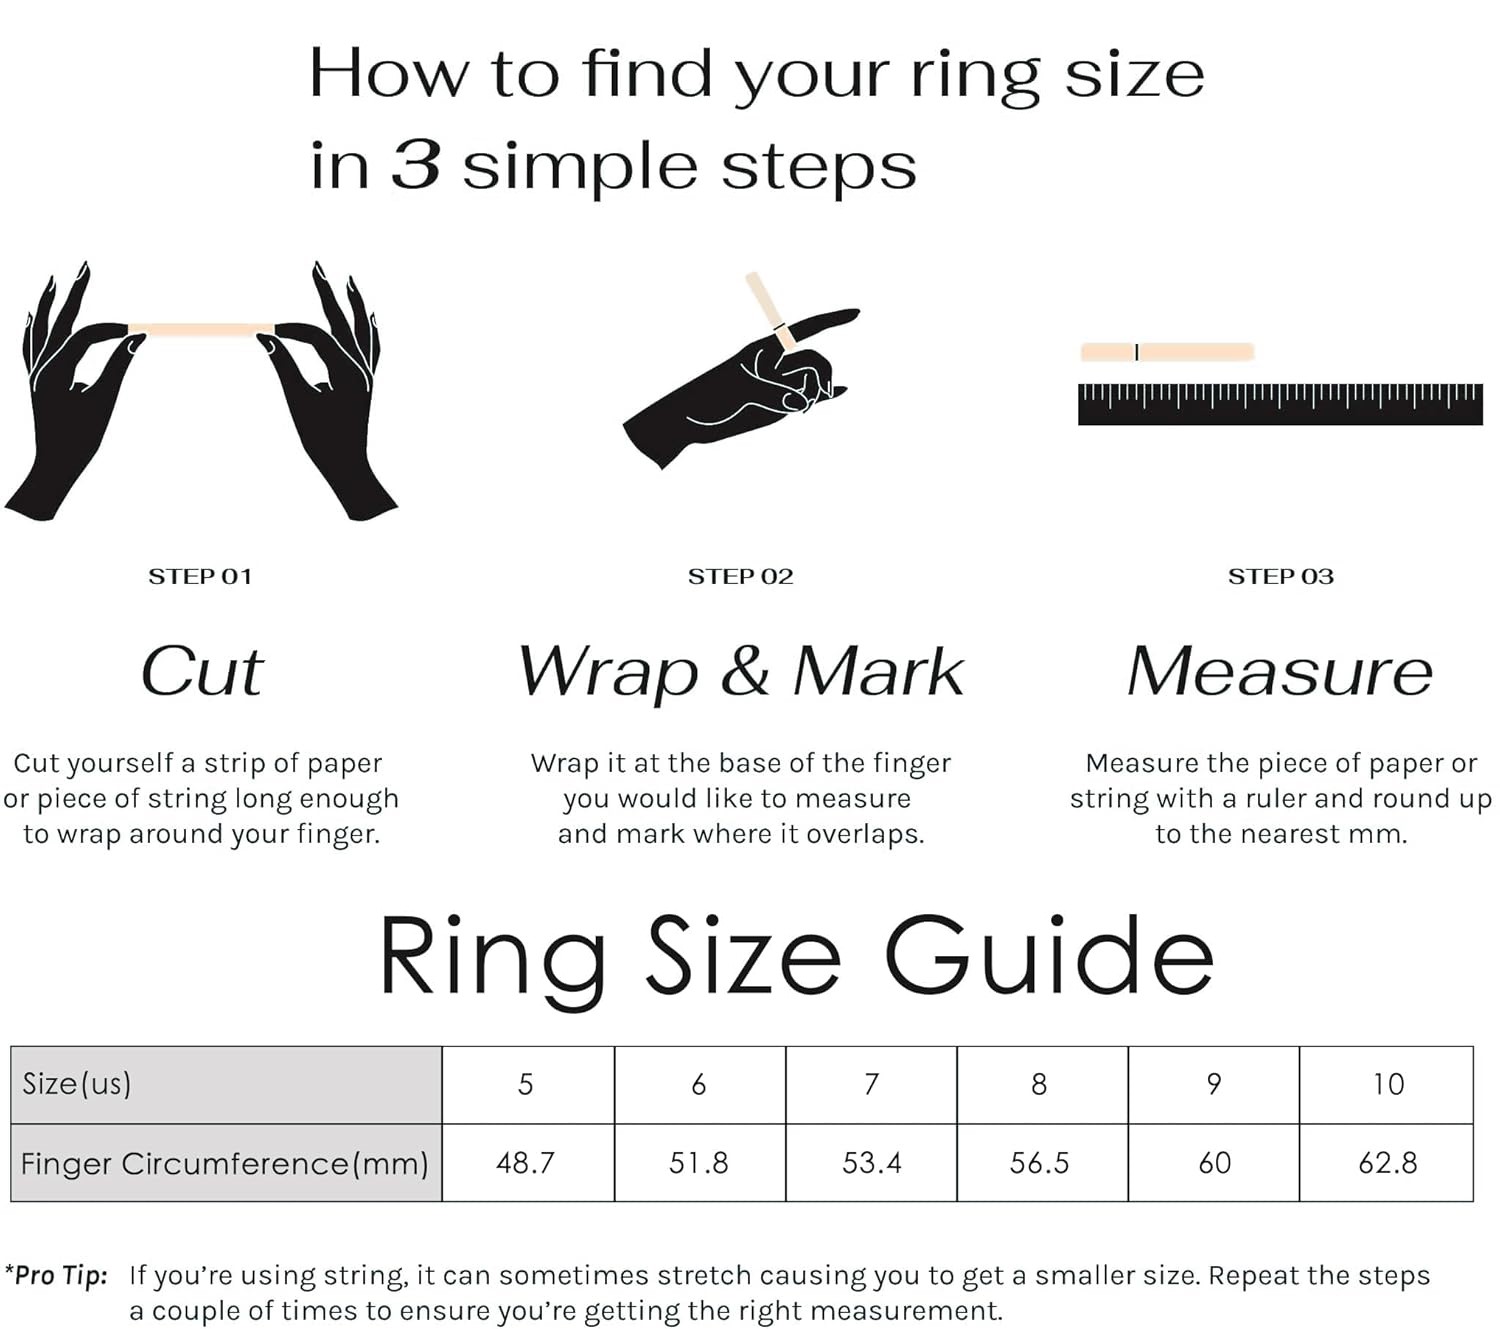 How to find your ring size
in 3 simple steps
STEP 01
Cut
Cut yourself a strip of paper
or piece of string long enough
to wrap around your finger.
STEP 02
Wrap & Mark
Wrap it at the base of the finger
you would like to measure
and mark where it overlaps.
STEP 03
Measure
Measure the piece of paper or
string with a ruler and round up
to the nearest mm.
Ring Size Guide
Size(us) 5 6 7 8 9 10
Finger Circumference(mm) 48.7 51.8 53.4 56.5 60 62.8
*Pro Tip: If you're using string, it can sometimes stretch causing you to get a smaller size. Repeat the steps
a couple of times to ensure you're getting the right measurement.